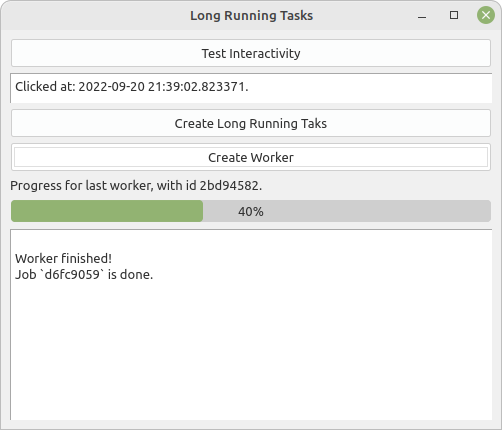 Long Running Tasks
Test Interactivity
Clicked at: 2022-09-20 21:39:02.823371.
Create Long Running Taks
Create Worker
Progress for last worker, with id 2bd94582.
40%
Worker finished!
Job `d6fc9059` is done.